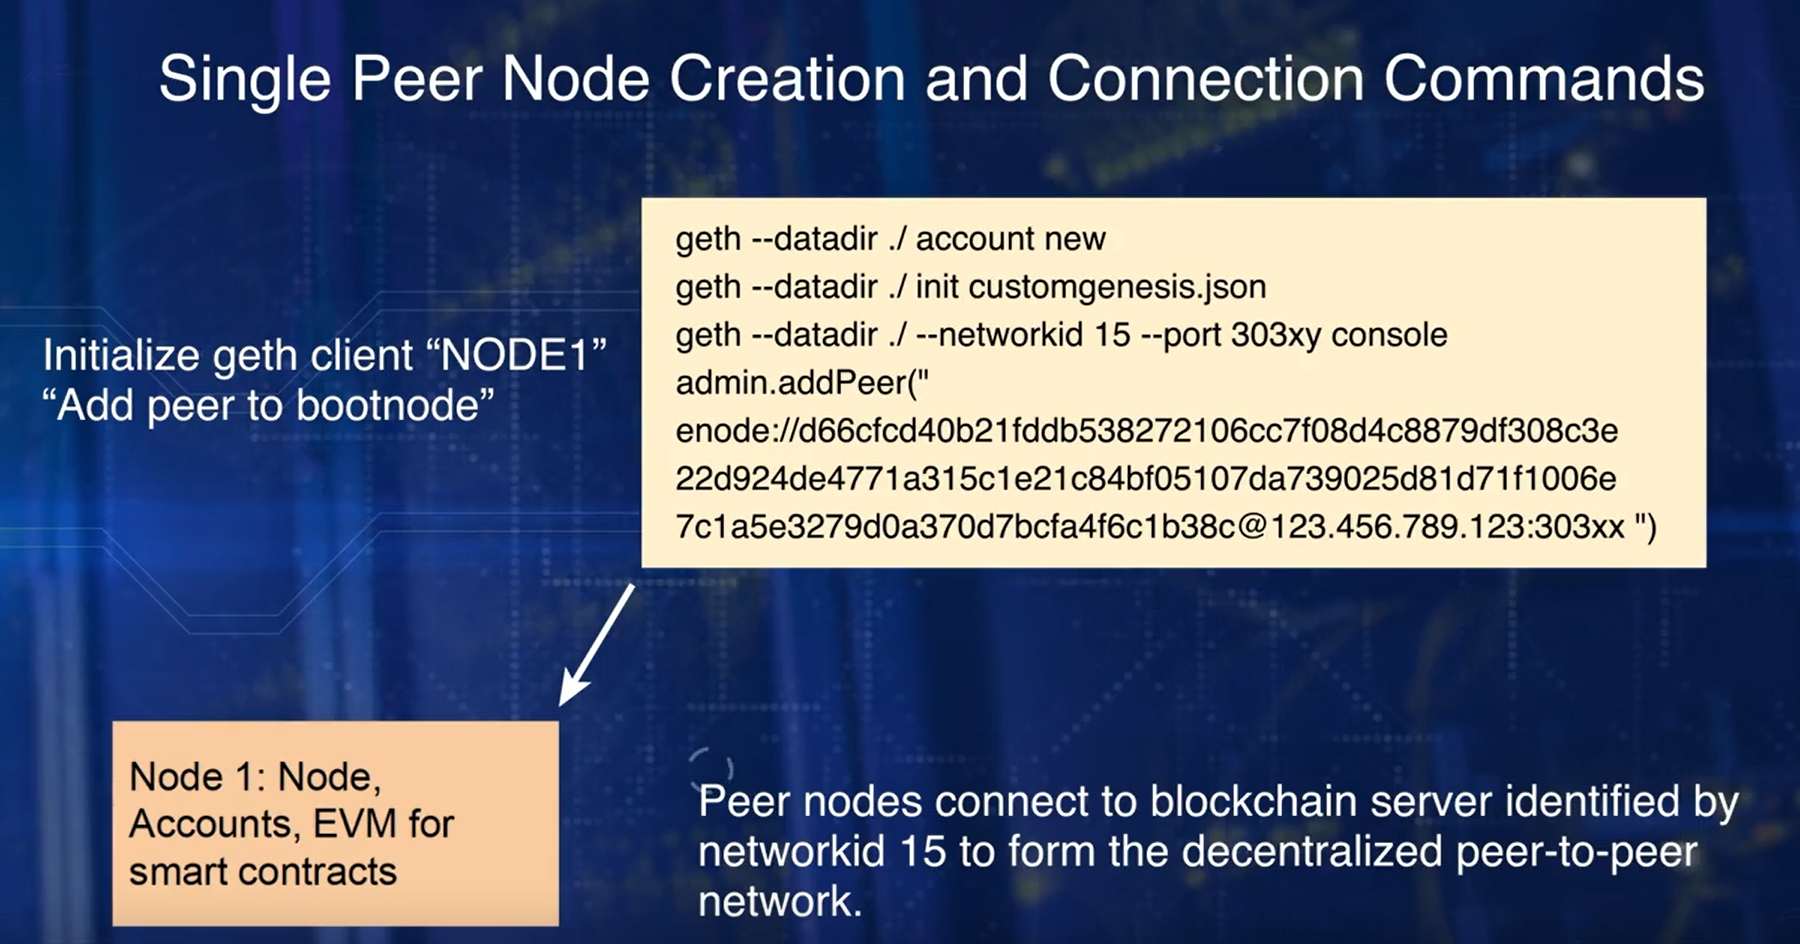 Single Peer Node Creation and Connection Commands
geth --datadir ./ account new
geth --datadir ./ init customgenesis.json
geth --datadir ./ --networkid 15 --port 303xy console
admin.addPeer("
enode://d66cfcd40b21fddb538272106cc7f08d4c8879df308c3e
22d924de4771a315c1e21c84bf05107da739025d81d71f1006e
7c1a5e3279d0a370d7bcfa4f6c1b38c@123.456.789.123:303xx ")
Initialize geth client “NODE1”
“Add peer to bootnode”
Node 1: Node,
Accounts, EVM for
smart contracts
Peer nodes connect to blockchain server identified by
networkid 15 to form the decentralized peer-to-peer
network.